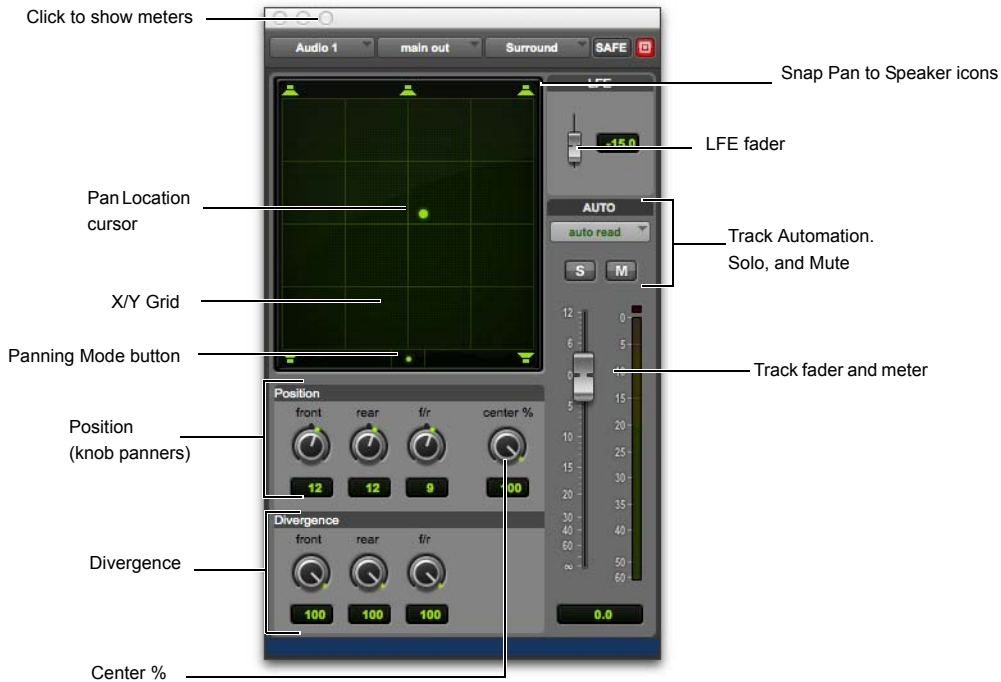 Click to show meters
Audio 1 main out Surround SAFE
Snap Pan to Speaker icons
LFE
-15.0
LFE fader
Pan Location
cursor
AUTO
auto read
Track Automation.
Solo, and Mute
S M
X/Y Grid
12
6
0
5
10
15
20
30
40
60
∞
0
5
10
15
20
25
30
35
40
50
60
Panning Mode button
Track fader and meter
Position
front rear f/r center %
12 12 9 100
Position
(knob panners)
Divergence
front rear f/r
100 100 100
Divergence
0.0
Center %